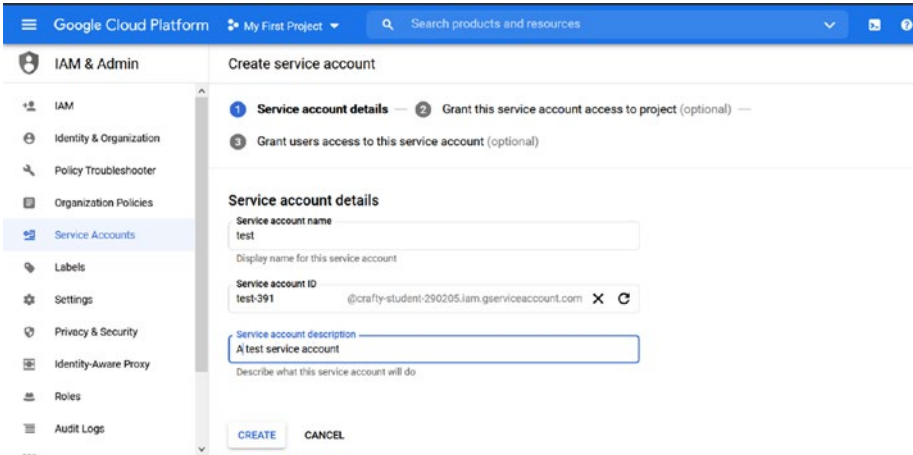 Google Cloud Platform My First Project Search products and resources
IAM & Admin
Create service account
IAM
Identity & Organization
Policy Troubleshooter
Organization Policies
Service Accounts
Labels
Settings
Privacy & Security
Identity-Aware Proxy
Roles
Audit Logs
1 Service account details — 2 Grant this service account access to project (optional) —
3 Grant users access to this service account (optional)
Service account details
Service account name
test
Display name for this service account
Service account ID
test-391 @crafty-student-290205.iam.gserviceaccount.com
Service account description
A test service account
Describe what this service account will do
CREATE CANCEL